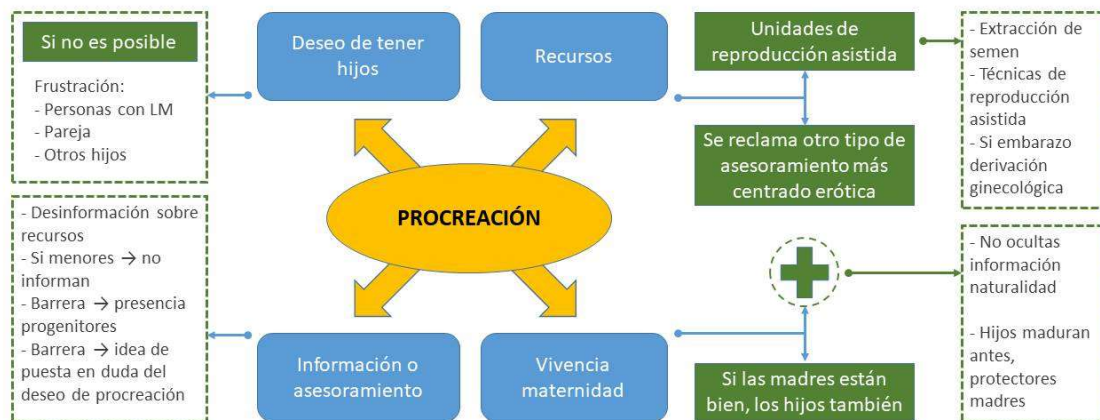 Si no es posible
Frustración:
- Personas con LM
- Pareja
- Otros hijos
Deseo de tener
hijos
Recursos
Unidades de
reproducción asistida
- Extracción de
semen
- Técnicas de
reproducción
asistida
- Si embarazo
derivación
ginecológica
Se reclama otro tipo de
asesoramiento más
centrado erótica
PROCREACIÓN
- Desinformación sobre
recursos
- Si menores → no
informan
- Barrera → presencia
progenitores
- Barrera → idea de
puesta en duda del
deseo de procreación
Información o
asesoramiento
Vivencia
maternidad
Si las madres están
bien, los hijos también
- No ocultas
información
naturalidad
- Hijos maduran
antes,
protectores
madres